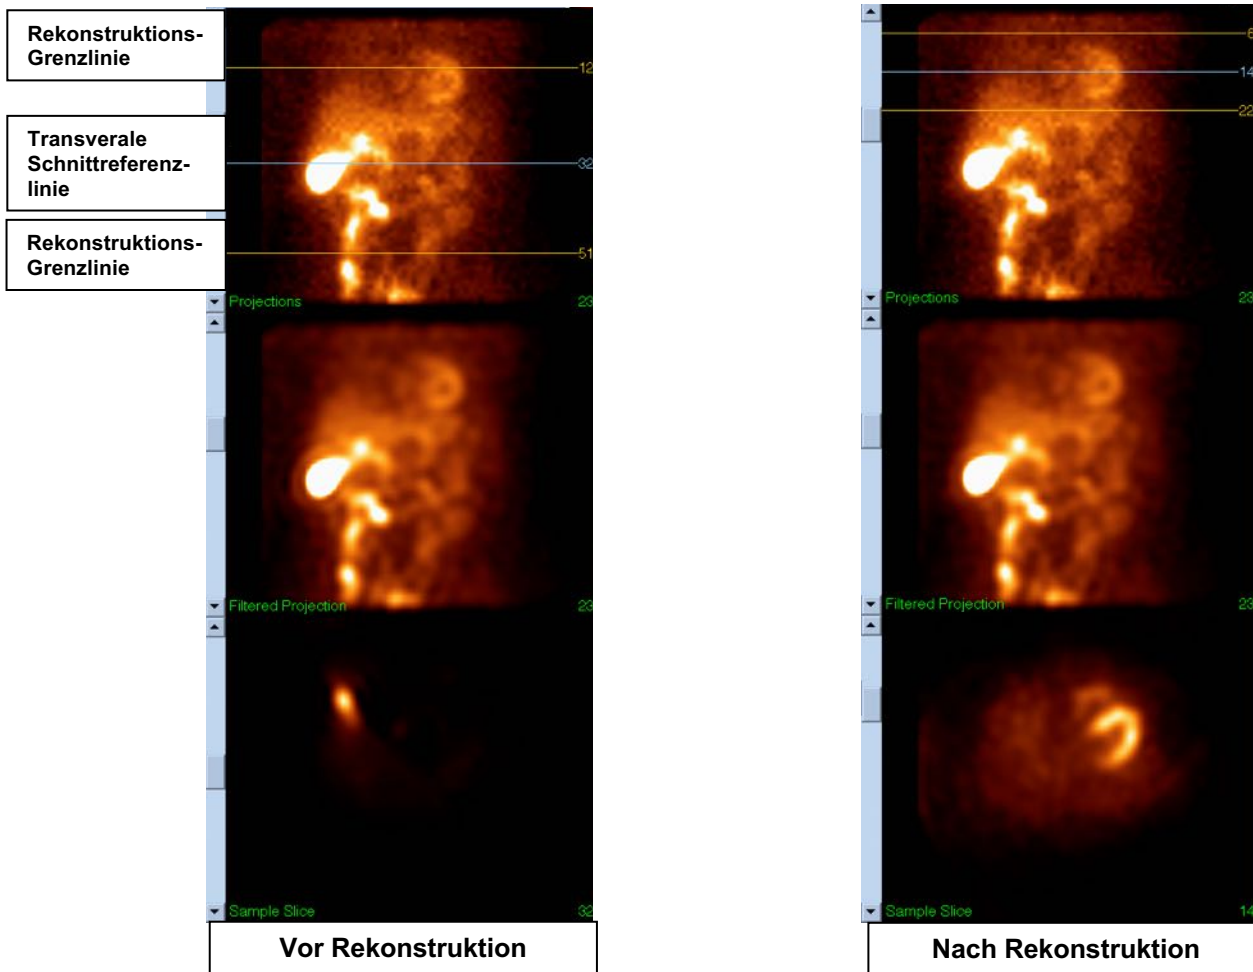 Rekonstruktions-
Grenzlinie
12
Transverale
Schnittreferenz-
linie
32
Rekonstruktions-
Grenzlinie
51
Projections 23
Filtered Projection 23
Sample Slice 32
Vor Rekonstruktion
14
22
Projections 23
Filtered Projection 23
Sample Slice 14
Nach Rekonstruktion